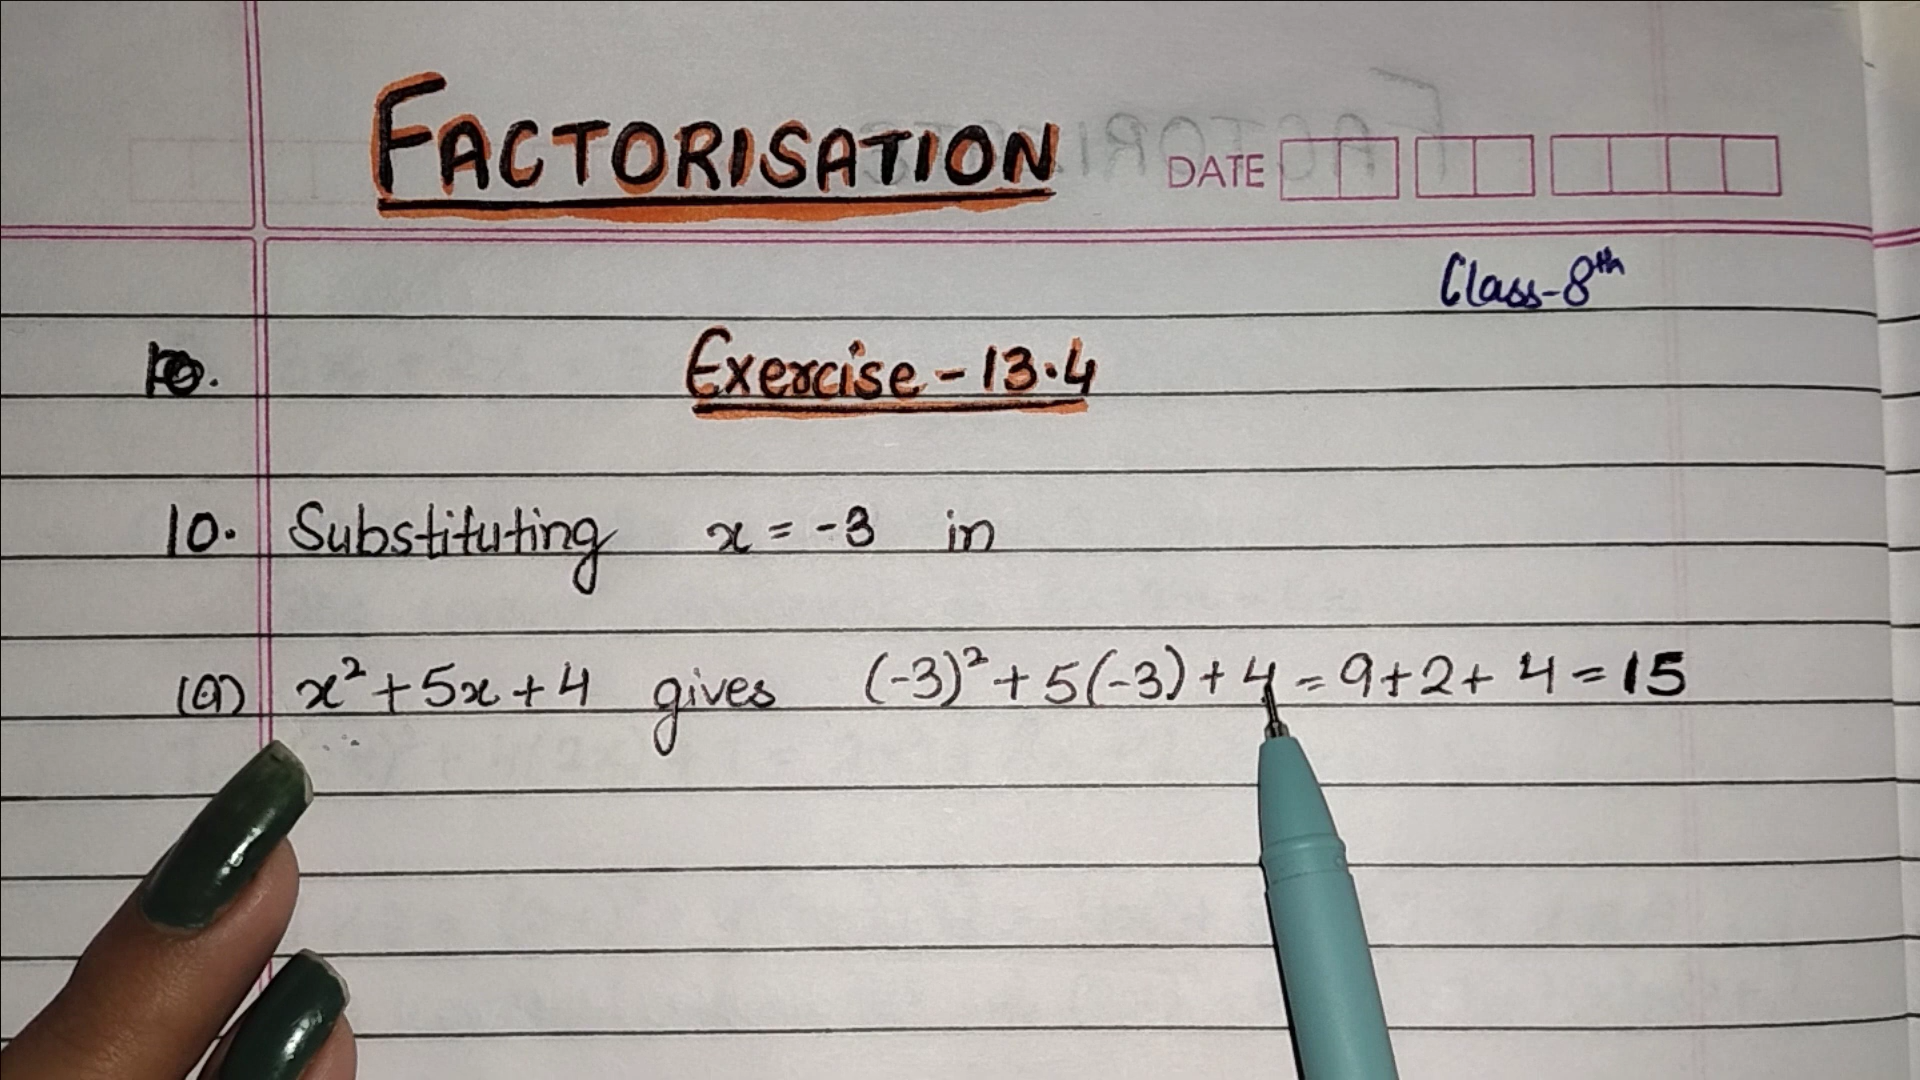 FACTORISATION
DATE
Class-8th
Exercise - 13.4
10. Substituting x = -3 in
(a) x² + 5x + 4 gives (-3)² + 5(-3) + 4 = 9 + 2 + 4 = 15